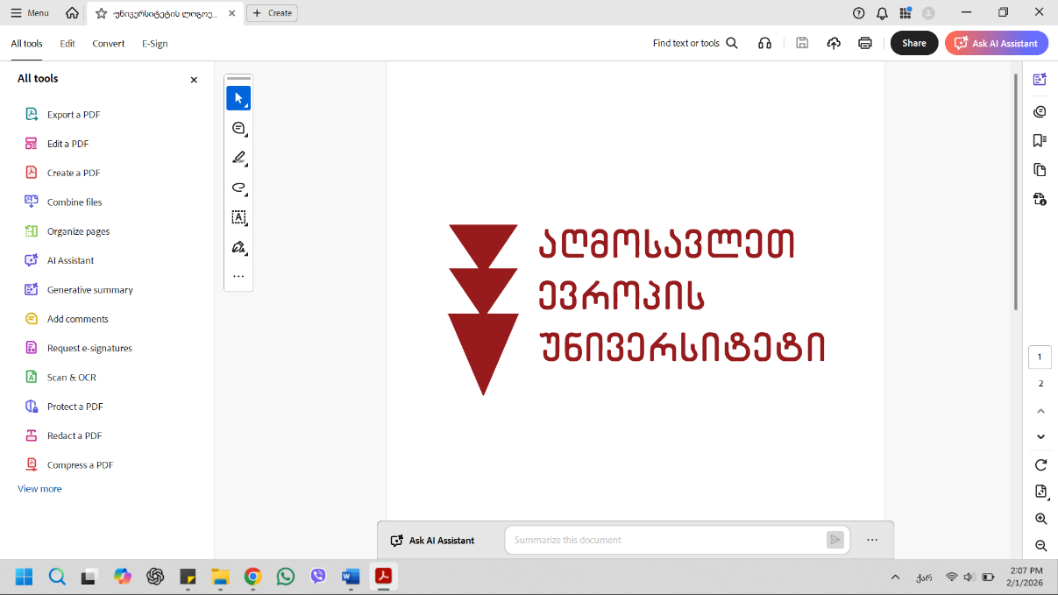 Menu
უნივერსიტეტის ლოგოე...
Create
All tools
Edit
Convert
E-Sign
Find text or tools
Share
Ask AI Assistant
All tools
Export a PDF
Edit a PDF
Create a PDF
Combine files
Organize pages
AI Assistant
Generative summary
Add comments
Request e-signatures
Scan & OCR
Protect a PDF
Redact a PDF
Compress a PDF
View more
აღმოსავლეთ
ევროპის
უნივერსიტეტი
1
2
Ask AI Assistant
Summarize this document
ქარ
2:07 PM
2/1/2026